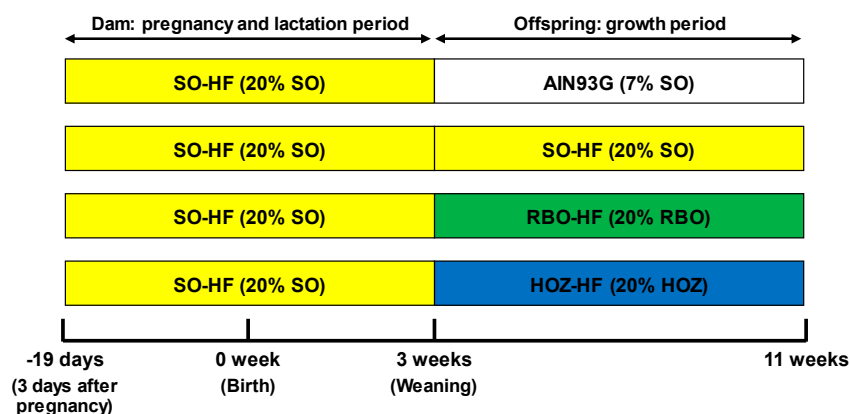 Dam: pregnancy and lactation period
Offspring: growth period
SO-HF (20% SO)
AIN93G (7% SO)
SO-HF (20% SO)
SO-HF (20% SO)
SO-HF (20% SO)
RBO-HF (20% RBO)
SO-HF (20% SO)
HOZ-HF (20% HOZ)
-19 days
0 week
3 weeks
11 weeks
(3 days after
(Birth)
(Weaning)
pregnancy)